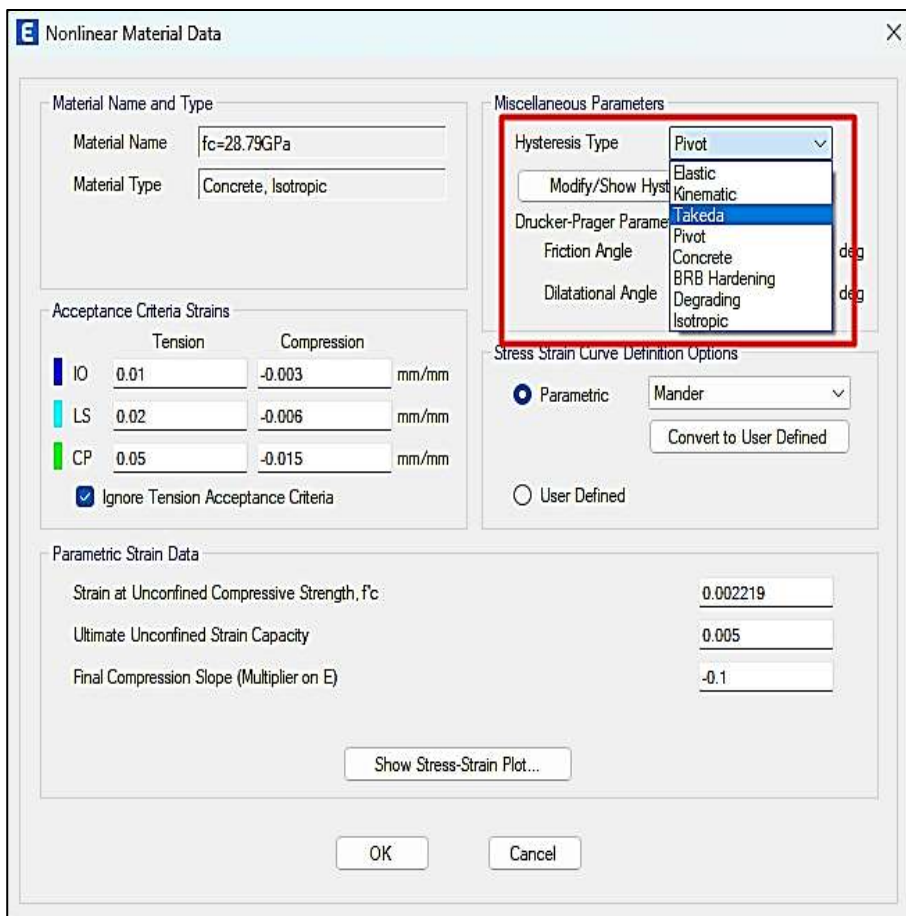 E Nonlinear Material Data
Material Name and Type
Material Name fc=28.79GPa
Material Type Concrete, Isotropic
Miscellaneous Parameters
Hysteresis Type Pivot
Modify/Show Hyst
Drucker-Prager Parame
Friction Angle deg
Dilatational Angle deg
Elastic
Kinematic
Takeda
Pivot
Concrete
BRB Hardening
Degrading
Isotropic
Acceptance Criteria Strains
Tension Compression
IO 0.01 -0.003 mm/mm
LS 0.02 -0.006 mm/mm
CP 0.05 -0.015 mm/mm
Ignore Tension Acceptance Criteria
Stress Strain Curve Definition Options
Parametric Mander
Convert to User Defined
User Defined
Parametric Strain Data
Strain at Unconfined Compressive Strength, f'c 0.002219
Ultimate Unconfined Strain Capacity 0.005
Final Compression Slope (Multiplier on E) -0.1
Show Stress-Strain Plot...
OK Cancel